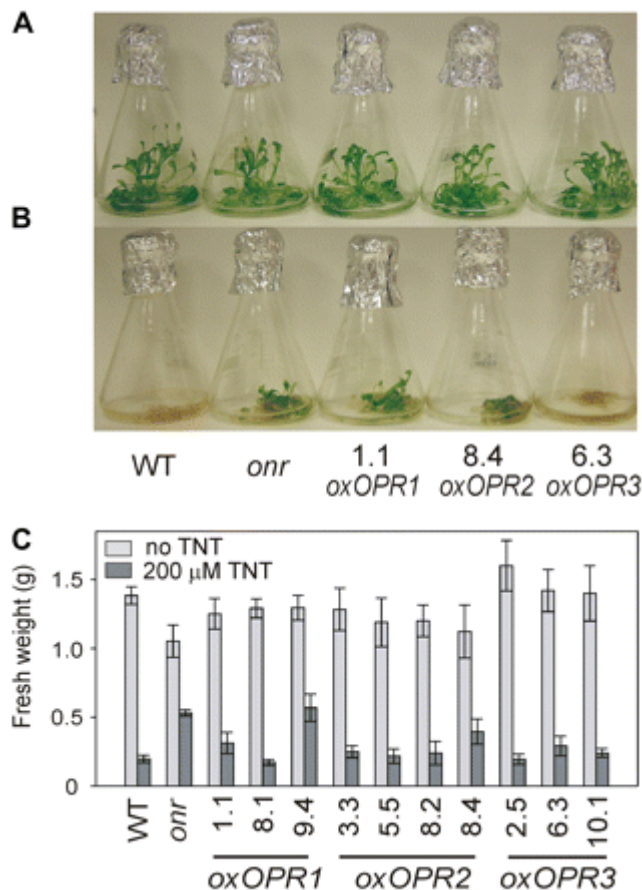 A
B
WT onr 1.1 8.4 6.3
oxOPR1 oxOPR2 oxOPR3
C
no TNT
200 µM TNT
Fresh weight (g)
1.5
1.0
0.5
0
WT onr 1.1 8.1 9.4 3.3 5.5 8.2 8.4 2.5 6.3 10.1
oxOPR1 oxOPR2 oxOPR3